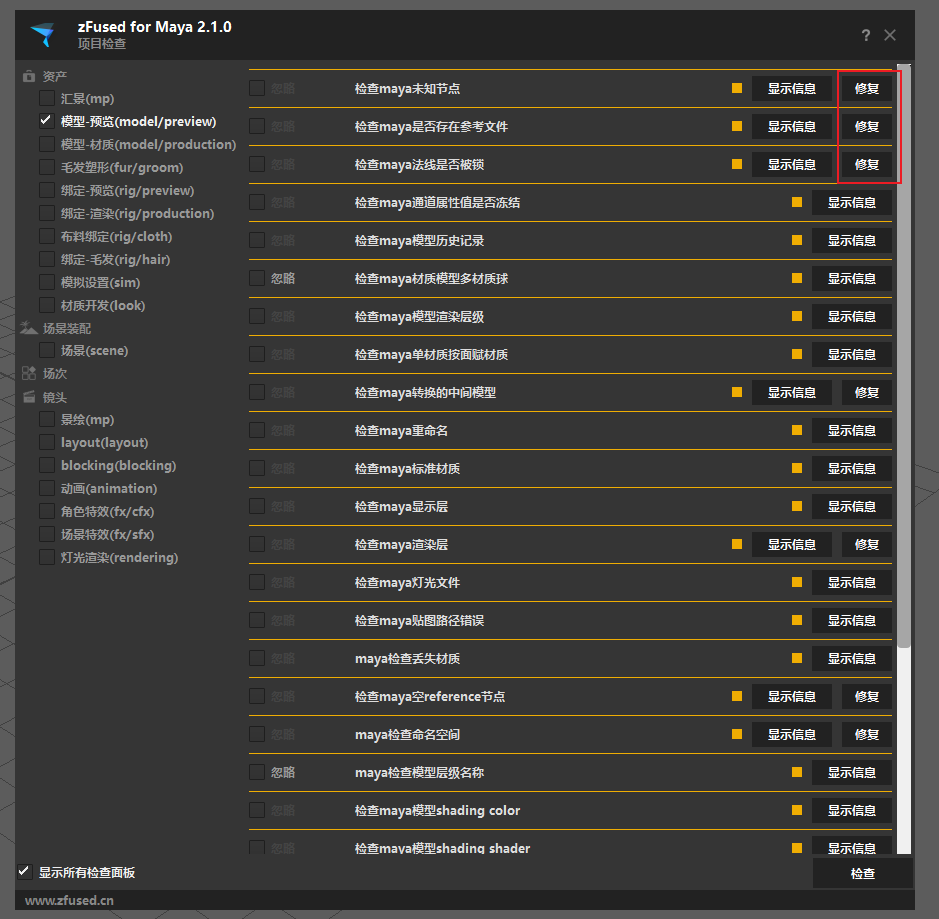 zFused for Maya 2.1.0
项目检查
?
资产
汇景(mp)
模型-预览(model/preview)
模型-材质(model/production)
毛发塑形(fur/groom)
绑定-预览(rig/preview)
绑定-渲染(rig/production)
布料绑定(rig/cloth)
绑定-毛发(rig/hair)
模拟设置(sim)
材质开发(look)
场景装配
场景(scene)
场次
镜头
景绘(mp)
layout(layout)
blocking(blocking)
动画(animation)
角色特效(fx/cfx)
场景特效(fx/sfx)
灯光渲染(rendering)
忽略 检查maya未知节点 显示信息 修复
忽略 检查maya是否存在参考文件 显示信息 修复
忽略 检查maya法线是否被锁 显示信息 修复
忽略 检查maya通道属性值是否冻结 显示信息
忽略 检查maya模型历史记录 显示信息
忽略 检查maya材质模型多材质球 显示信息
忽略 检查maya模型渲染层级 显示信息
忽略 检查maya单材质按面赋材质 显示信息
忽略 检查maya转换的中间模型 显示信息 修复
忽略 检查maya重命名 显示信息
忽略 检查maya标准材质 显示信息
忽略 检查maya显示层 显示信息
忽略 检查maya渲染层 显示信息 修复
忽略 检查maya灯光文件 显示信息
忽略 检查maya贴图路径错误 显示信息
忽略 maya检查丢失材质 显示信息
忽略 检查maya空reference节点 显示信息 修复
忽略 maya检查命名空间 显示信息 修复
忽略 maya检查模型层级名称 显示信息
忽略 检查maya模型shading color 显示信息
忽略 检查maya模型shading shader 显示信息
显示所有检查面板
检查
www.zfused.cn